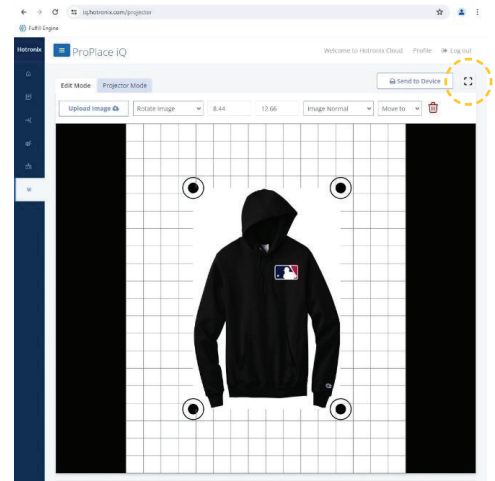 iq.hotronix.com/projector
Fulfill Engine
Hotronix
ProPlace iQ
Welcome to Hotronix Cloud Profile Log out
Edit Mode Projector Mode
Send to Device
Upload Image Rotate Image 8.44 12.66 Image Normal Move to